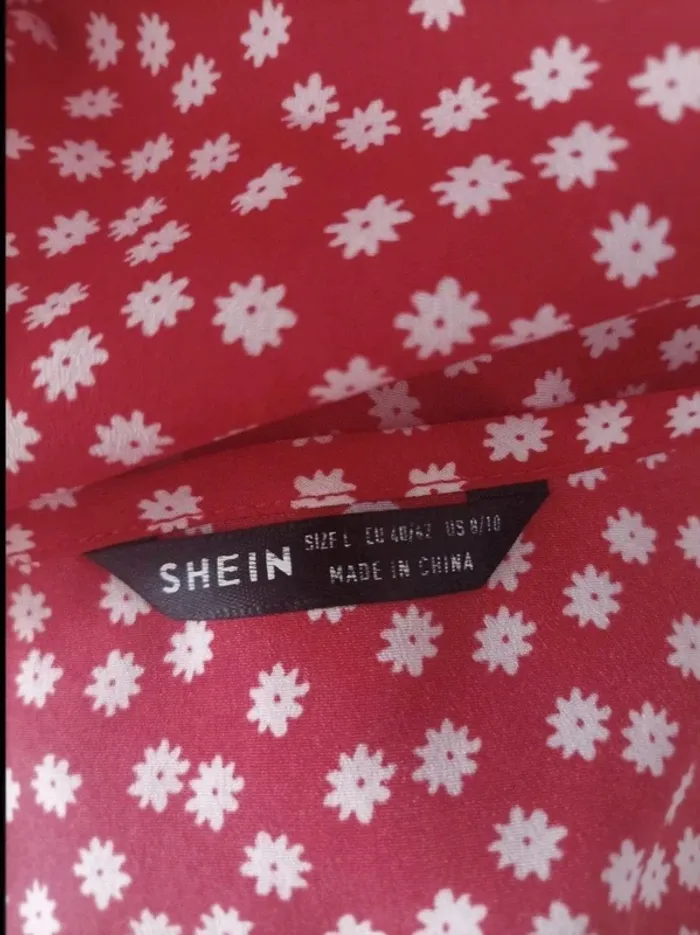 SHEIN
SIZE L EU 40/42 US 8/10
MADE IN CHINA